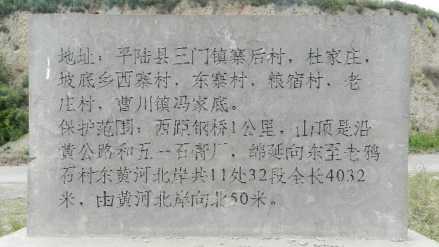 地址：平陆县三门镇寨后村，杜家庄，
坡底乡西寨村，东寨村，粮宿村，老
庄村，曹川镇冯家底。
保护范围：西距钢桥1公里，山顶是沿
黄公路和五一石膏厂，绵延向东至老鸦
石村东黄河北岸共11处32段全长4032
米，由黄河北岸向北50米。